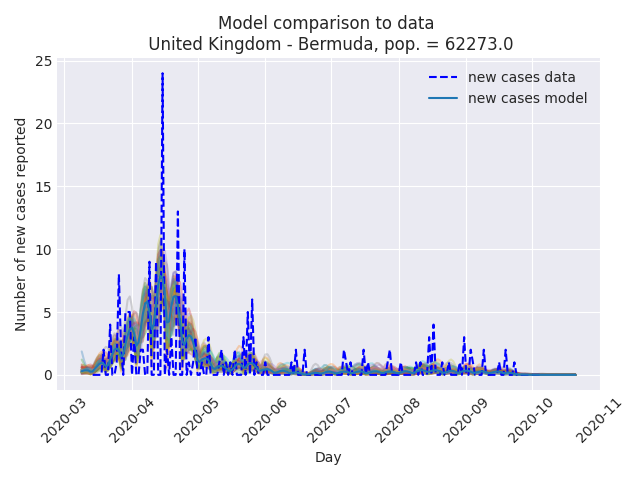 Model comparison to data
United Kingdom - Bermuda, pop. = 62273.0
new cases data
new cases model
Number of new cases reported
25
20
15
10
5
0
2020-03
2020-04
2020-05
2020-06
2020-07
2020-08
2020-09
2020-10
2020-11
Day